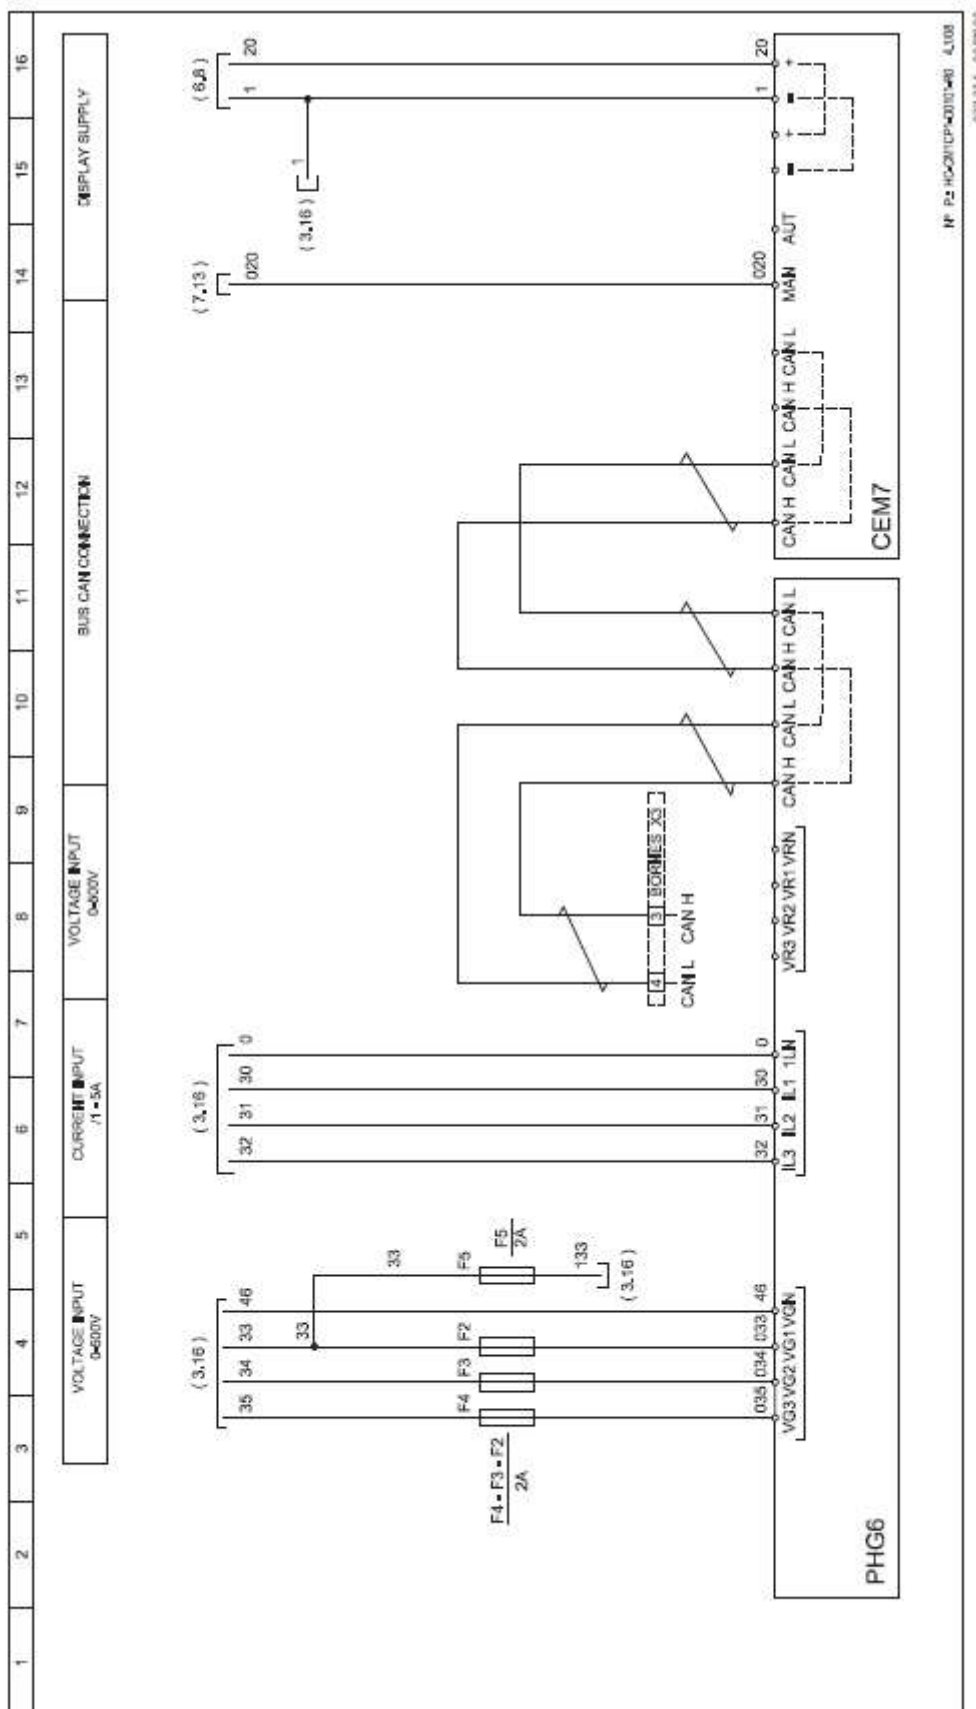 1 2 3 4 5 6 7 8 9 10 11 12 13 14 15 16
VOLTAGE INPUT
0-600V
CURRENT INPUT
/1 - 5A
VOLTAGE INPUT
0-600V
BUS CAN CONNECTION
DISPLAY SUPPLY
( 3.16 )
35 34 33 46
33
33
F4 F3 F2 F5
F4 - F3 - F2
2A
F5
2A
133
( 3.16 )
035 034 033 46
VG3 VG2 VG1 VGN
( 3.16 )
32 31 30 0
32 31 30 0
IL3 IL2 IL1 1LN
4 3 BORNES X3
CAN L CAN H
VR3 VR2 VR1 VRN
CAN H CAN L CAN H CAN L
PHG6
( 7.13 )
020
( 6.8 )
1 20
1
( 3.16 )
020 1 20
CAN H CAN L CAN H CAN L MAN AUT - + - +
CEM7